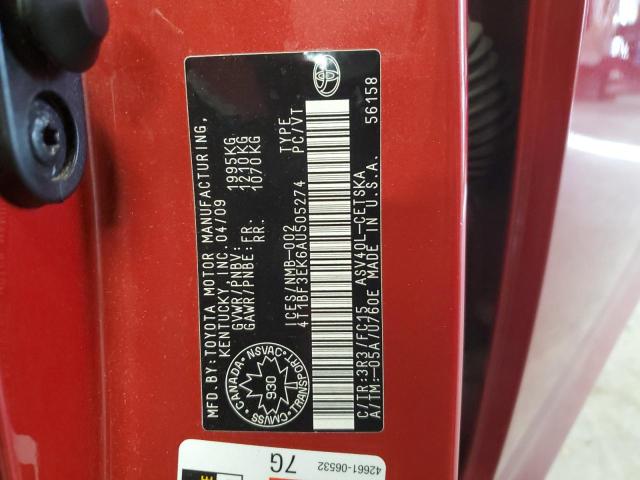 MFD.BY:TOYOTA MOTOR MANUFACTURING,
KENTUCKY, INC. 04/09
GVWR/PNBV: 1995KG
GAWR/PNBE:FR. 1210KG
RR. 1070KG
CANADA · NSVAC · TRANSPORT · CMVSS
930
ICES/NMB-002 TYPE
4T1BF3EK6AU505274 PC/VT
C/TR:3R3/FC15 ASV40L-CETSKA
A/TM:-05A/U760E MADE IN U.S.A. 56158
42661-06532
7G